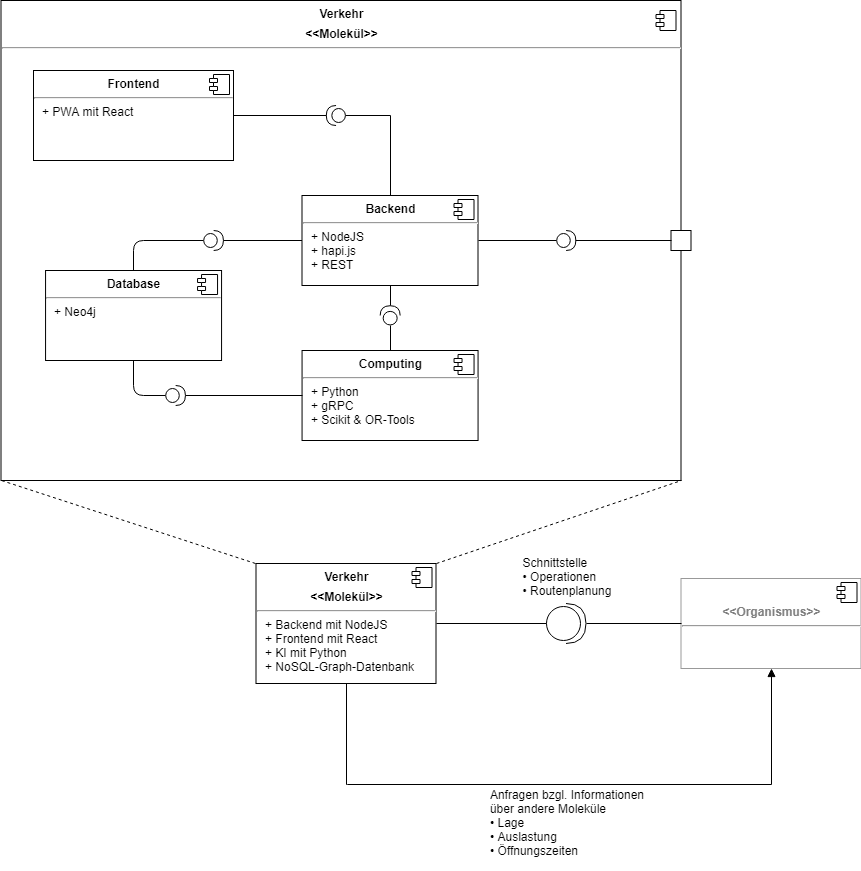 Verkehr
<<Molekül>>
Frontend
+ PWA mit React
Backend
+ NodeJS
+ hapi.js
+ REST
Database
+ Neo4j
Computing
+ Python
+ gRPC
+ Scikit & OR-Tools
Verkehr
<<Molekül>>
+ Backend mit NodeJS
+ Frontend mit React
+ KI mit Python
+ NoSQL-Graph-Datenbank
Schnittstelle
• Operationen
• Routenplanung
<<Organismus>>
Anfragen bzgl. Informationen
über andere Moleküle
• Lage
• Auslastung
• Öffnungszeiten